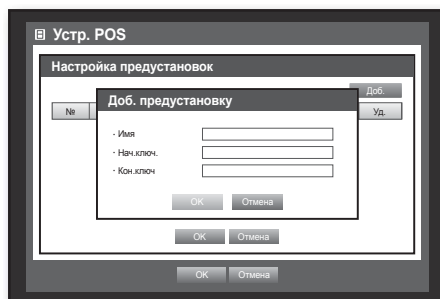 Устр. POS
Настройка предустановок
Доб.
№
Уд.
Доб. предустановку
· Имя
· Нач.ключ.
· Кон.ключ
OK Отмена
OK Отмена
OK Отмена